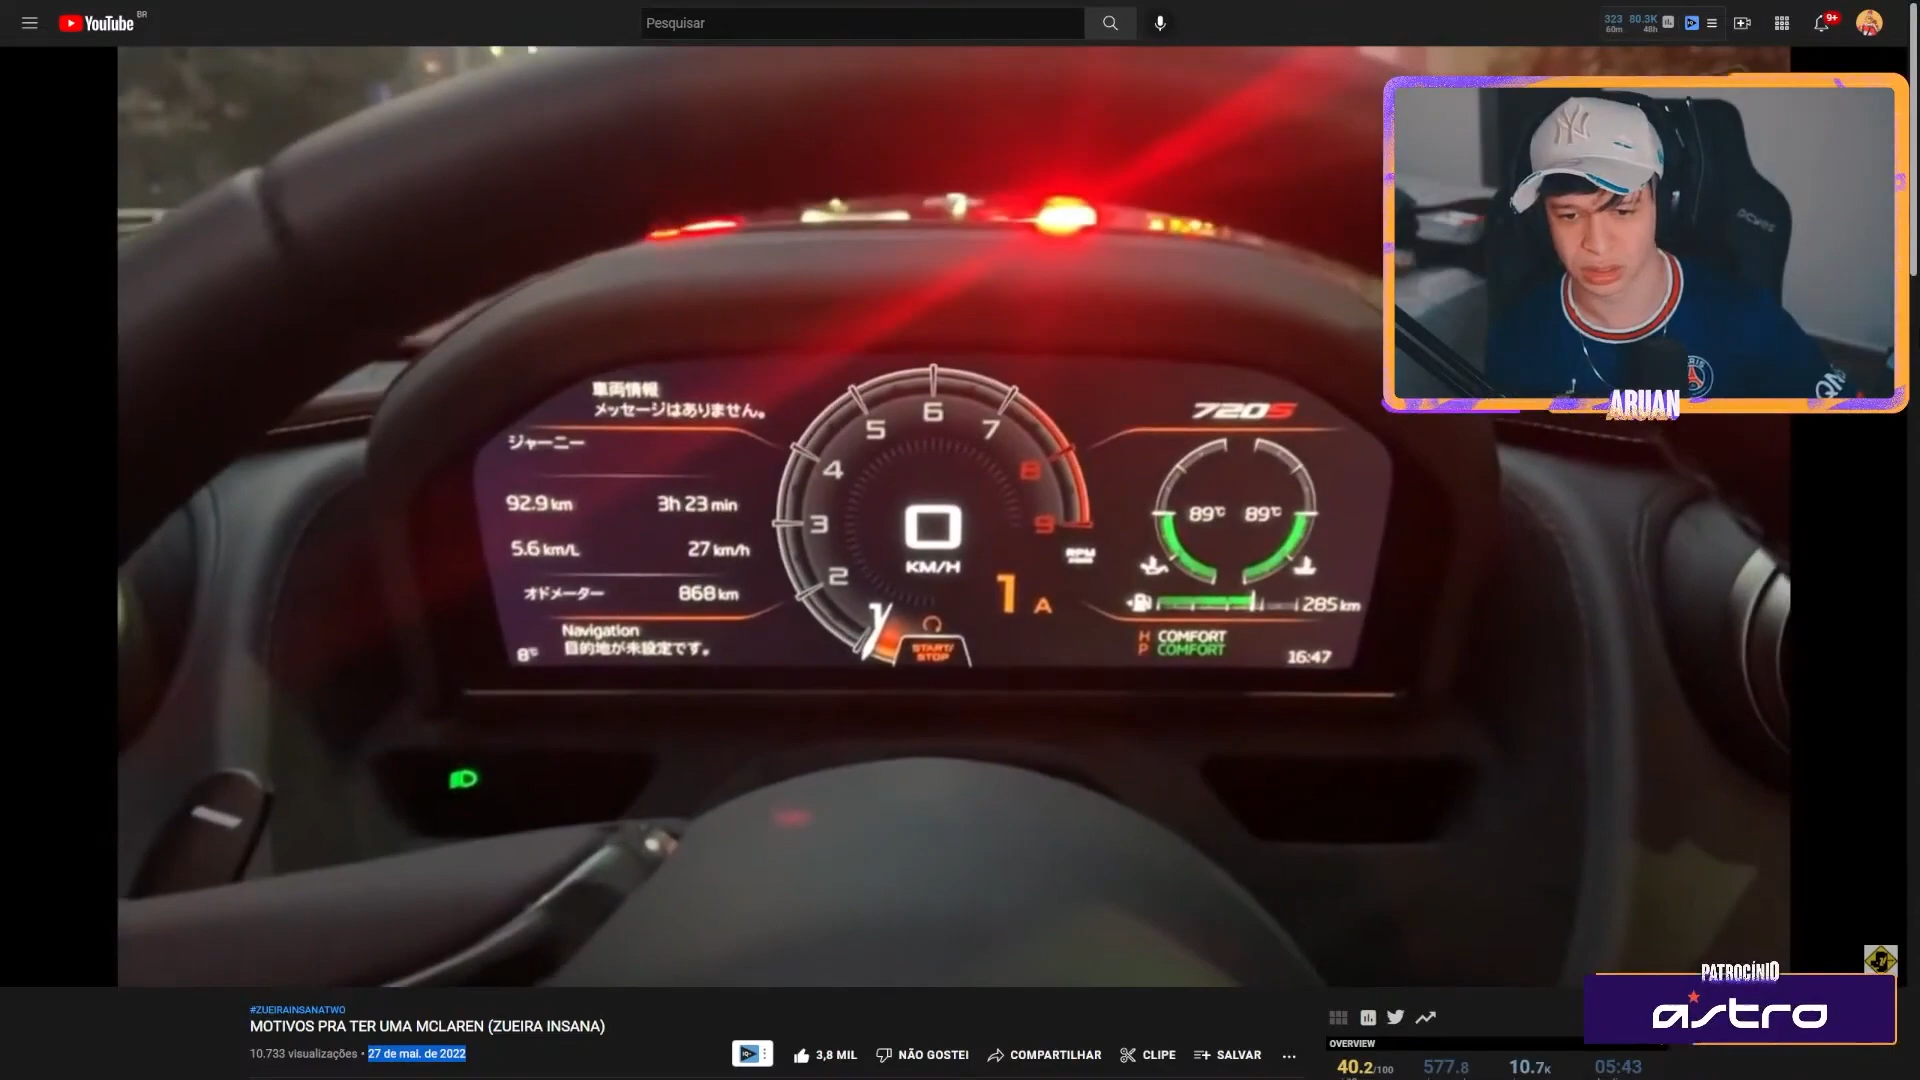 YouTube BR
Pesquisar
323 80.3K
60m 48h
9+
車両情報
メッセージはありません。
ジャーニー
92.9 km 3h 23 min
5.6 km/L 27 km/h
オドメーター 868 km
Navigation
目的地が未設定です。
8℃
1 2 3 4 5 6 7 8 9
0
KM/H
RPM
1 A
START/
STOP
720S
89℃ 89℃
285 km
H COMFORT
P COMFORT
16:47
NY
DCXRO
PARIS
ARUAN
PATROCÍNIO
astro
#ZUEIRAINSANATWO
MOTIVOS PRA TER UMA MCLAREN (ZUEIRA INSANA)
10.733 visualizações • 27 de mai. de 2022
3,8 MIL NÃO GOSTEI COMPARTILHAR CLIPE SALVAR ...
OVERVIEW
40.2/100 577.8 10.7K 05:43